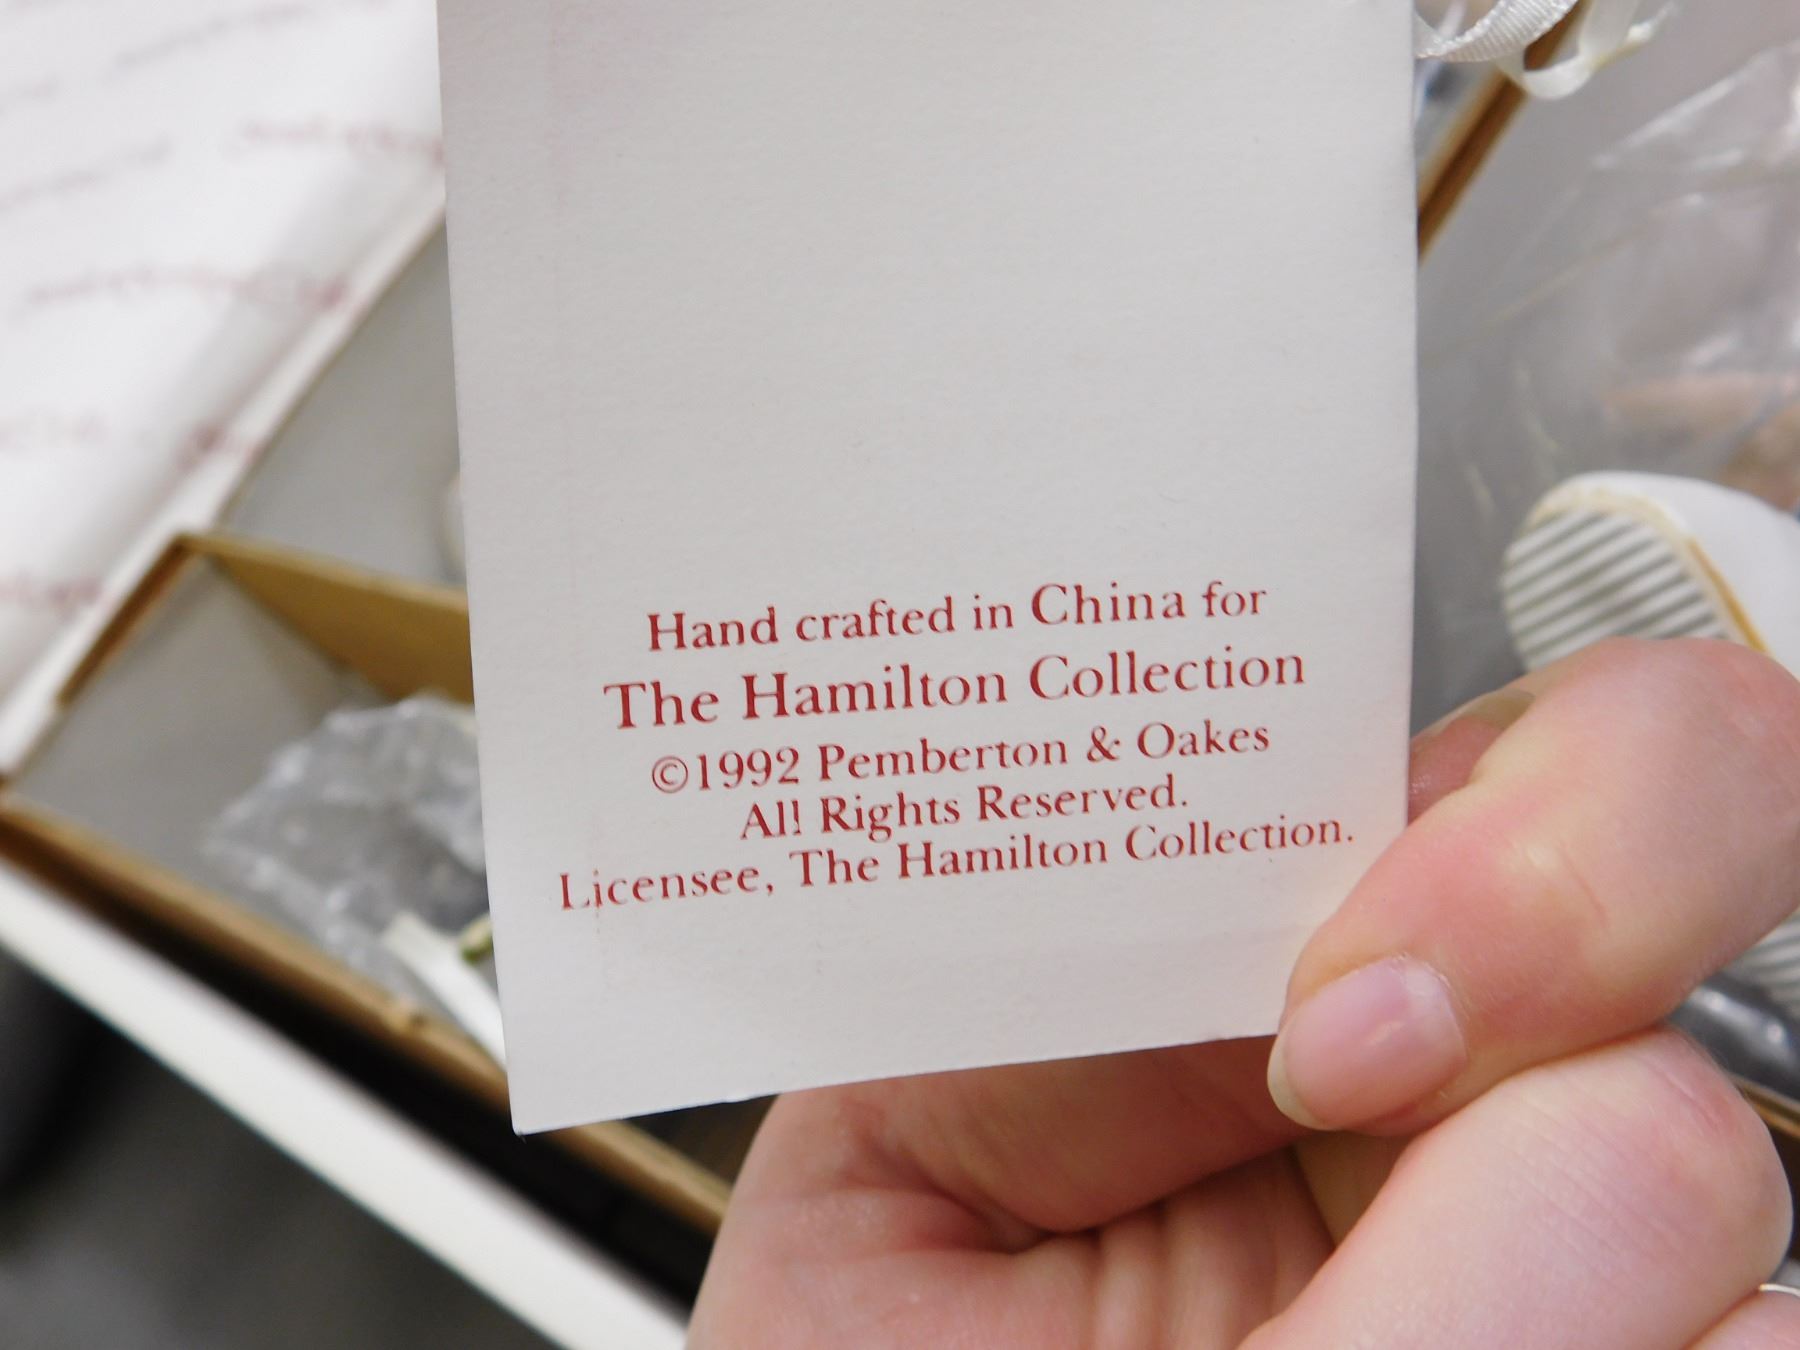 Hand crafted in China for
The Hamilton Collection
©1992 Pemberton & Oakes
All Rights Reserved.
Licensee, The Hamilton Collection.